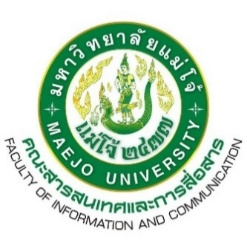 มหาวิทยาลัยแม่โจ้
แม่โจ้ ๒๔๗๗
MAEJO UNIVERSITY
คณะสารสนเทศและการสื่อสาร
FACULTY OF INFORMATION AND COMMUNICATION